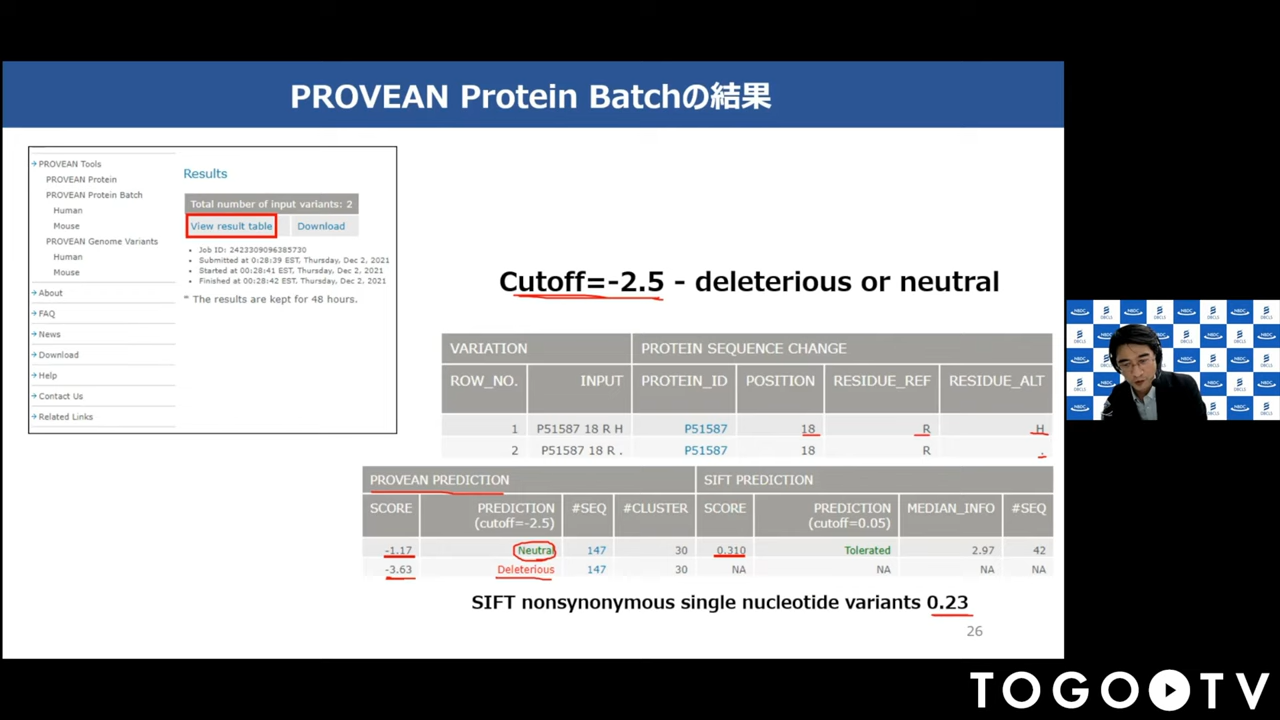 PROVEAN Protein Batchの結果
PROVEAN Tools
PROVEAN Protein
PROVEAN Protein Batch
Human
Mouse
PROVEAN Genome Variants
Human
Mouse
About
FAQ
News
Download
Help
Contact Us
Related Links
Results
Total number of input variants: 2
View result table Download
Job ID: 2423309096385730
Submitted at 0:28:39 EST, Thursday, Dec 2, 2021
Started at 00:28:41 EST, Thursday, Dec 2, 2021
Finished at 00:28:42 EST, Thursday, Dec 2, 2021
* The results are kept for 48 hours.
Cutoff=-2.5 - deleterious or neutral
VARIATION PROTEIN SEQUENCE CHANGE
ROW_NO. INPUT PROTEIN_ID POSITION RESIDUE_REF RESIDUE_ALT
1 P51587 18 R H P51587 18 R H
2 P51587 18 R . P51587 18 R .
PROVEAN PREDICTION SIFT PREDICTION
SCORE PREDICTION #SEQ #CLUSTER SCORE PREDICTION MEDIAN_INFO #SEQ
(cutoff=-2.5) (cutoff=0.05)
-1.17 Neutral 147 30 0.310 Tolerated 2.97 42
-3.63 Deleterious 147 30 NA NA NA NA
SIFT nonsynonymous single nucleotide variants 0.23
26
TOGO TV